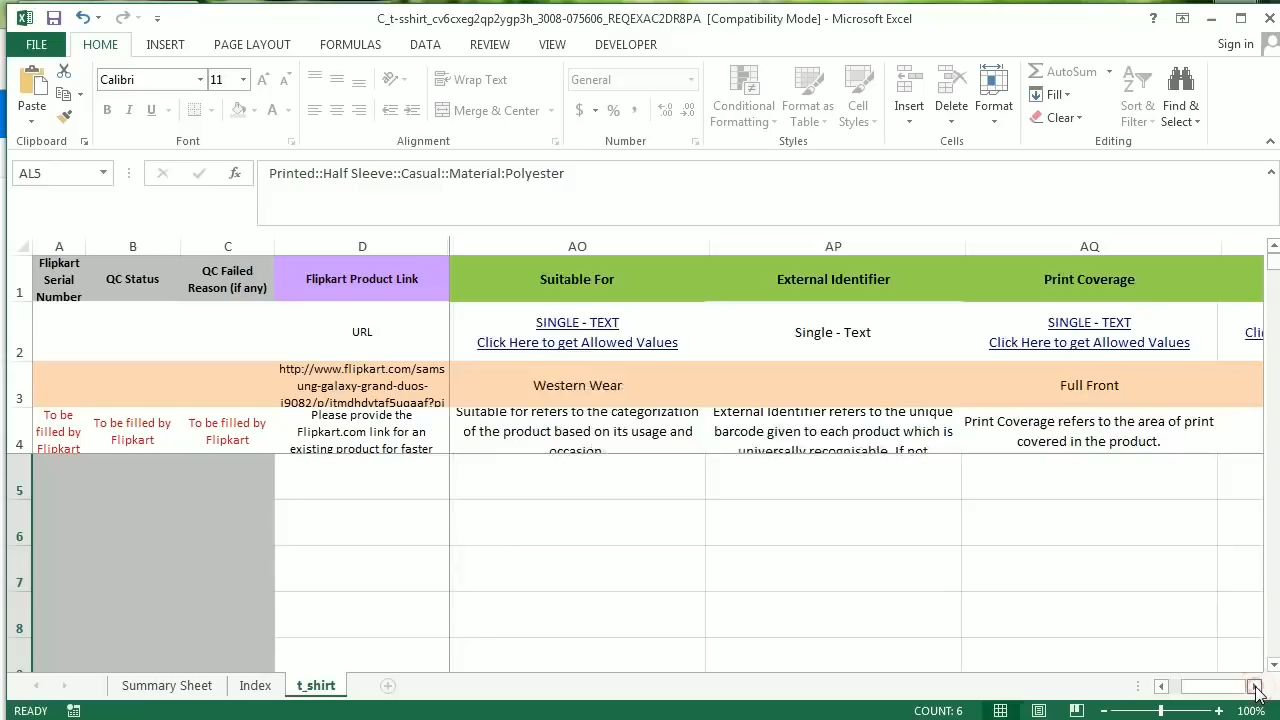 C_t-sshirt_cv6cxeg2qp2ygp3h_3008-075606_REQEXAC2DR8PA [Compatibility Mode] - Microsoft Excel
FILE HOME INSERT PAGE LAYOUT FORMULAS DATA REVIEW VIEW DEVELOPER Sign in
Calibri 11 Wrap Text General AutoSum
Paste B I U Merge & Center $ % , Conditional Formatting Format as Table Cell Styles Insert Delete Format Fill Sort & Filter Find & Select
Clear
Clipboard Font Alignment Number Styles Cells Editing
AL5 fx Printed::Half Sleeve::Casual::Material:Polyester
A B C D AO AP AQ
1 Flipkart Serial Number QC Status QC Failed Reason (if any) Flipkart Product Link Suitable For External Identifier Print Coverage
2 URL SINGLE - TEXT Click Here to get Allowed Values Single - Text SINGLE - TEXT Click Here to get Allowed Values Clic
3 http://www.flipkart.com/sams ung-galaxy-grand-duos- i9082/p/itmdhdvtaf5uqaaf?pi Western Wear Full Front
4 To be filled by Flipkart To be filled by Flipkart To be filled by Flipkart Please provide the Flipkart.com link for an existing product for faster Suitable for refers to the categorization of the product based on its usage and occasion. External Identifier refers to the unique barcode given to each product which is universally recognisable. If not Print Coverage refers to the area of print covered in the product.
5
6
7
8
Summary Sheet Index t_shirt
READY COUNT: 6 100%